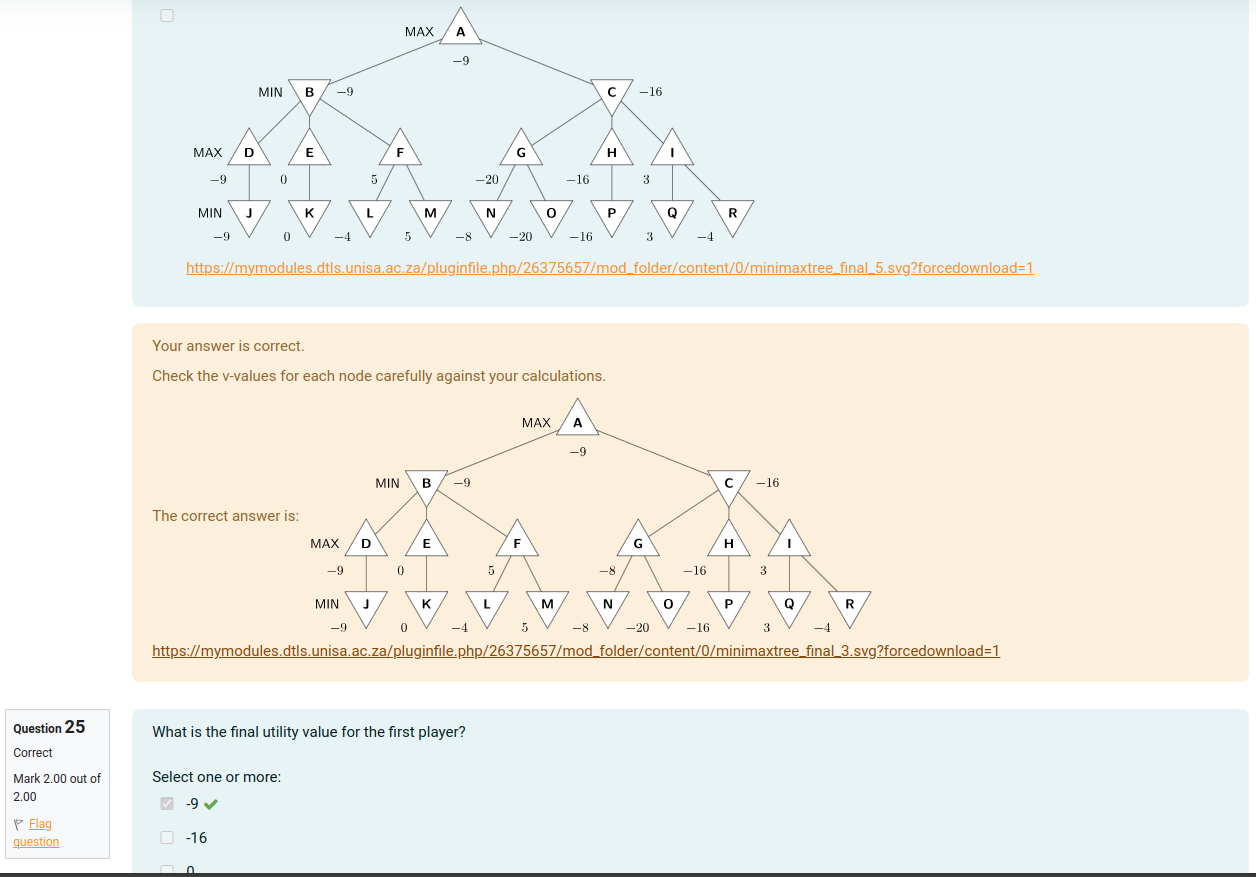 MAX A
−9
MIN B −9 C −16
MAX D E F G H I
−9 0 5 −20 −16 3
MIN J K L M N O P Q R
−9 0 −4 5 −8 −20 −16 3 −4
https://mymodules.dtls.unisa.ac.za/pluginfile.php/26375657/mod_folder/content/0/minimaxtree_final_5.svg?forcedownload=1
Your answer is correct.
Check the v-values for each node carefully against your calculations.
MAX A
−9
MIN B −9 C −16
The correct answer is:
MAX D E F G H I
−9 0 5 −8 −16 3
MIN J K L M N O P Q R
−9 0 −4 5 −8 −20 −16 3 −4
https://mymodules.dtls.unisa.ac.za/pluginfile.php/26375657/mod_folder/content/0/minimaxtree_final_3.svg?forcedownload=1
Question 25
Correct
Mark 2.00 out of
2.00
Flag
question
What is the final utility value for the first player?
Select one or more:
-9
-16
0